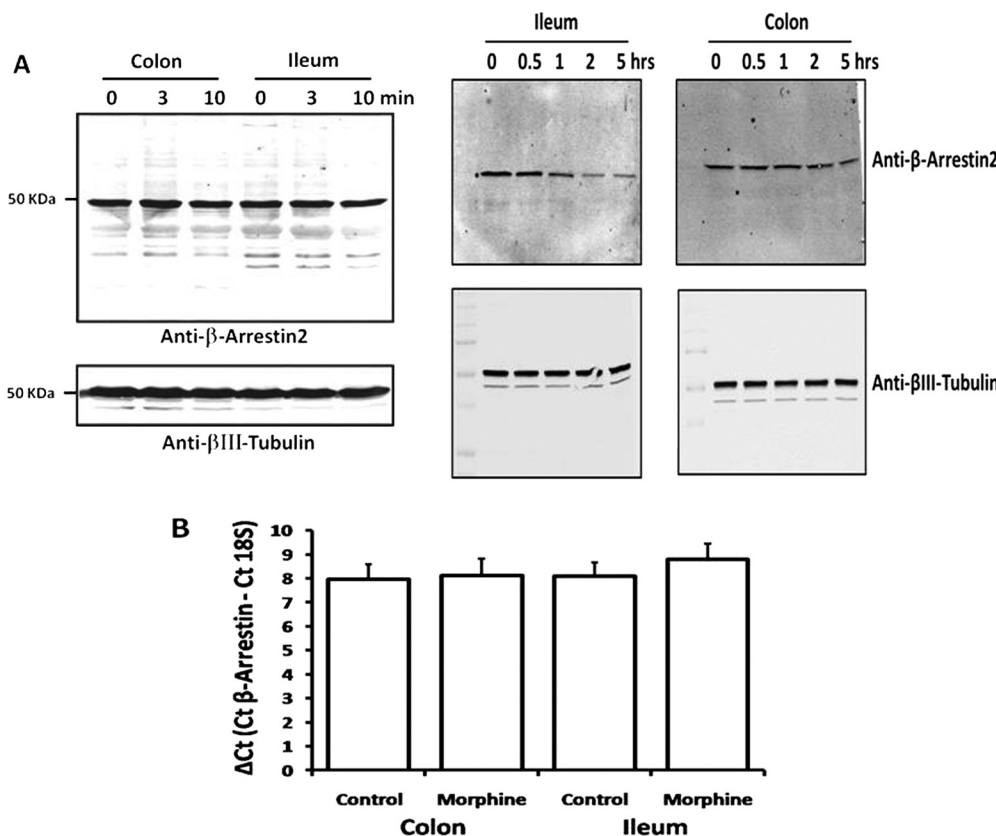 A
Colon Ileum
0 3 10 0 3 10 min
50 KDa
Anti-β-Arrestin2
50 KDa
Anti-βIII-Tubulin
Ileum Colon
0 0.5 1 2 5 hrs 0 0.5 1 2 5 hrs
Anti-β-Arrestin2
Anti-βIII-Tubulin
B
ΔCt (Ct β-Arrestin - Ct 18S)
10
9
8
7
6
5
4
3
2
1
0
Control Morphine Control Morphine
Colon Ileum